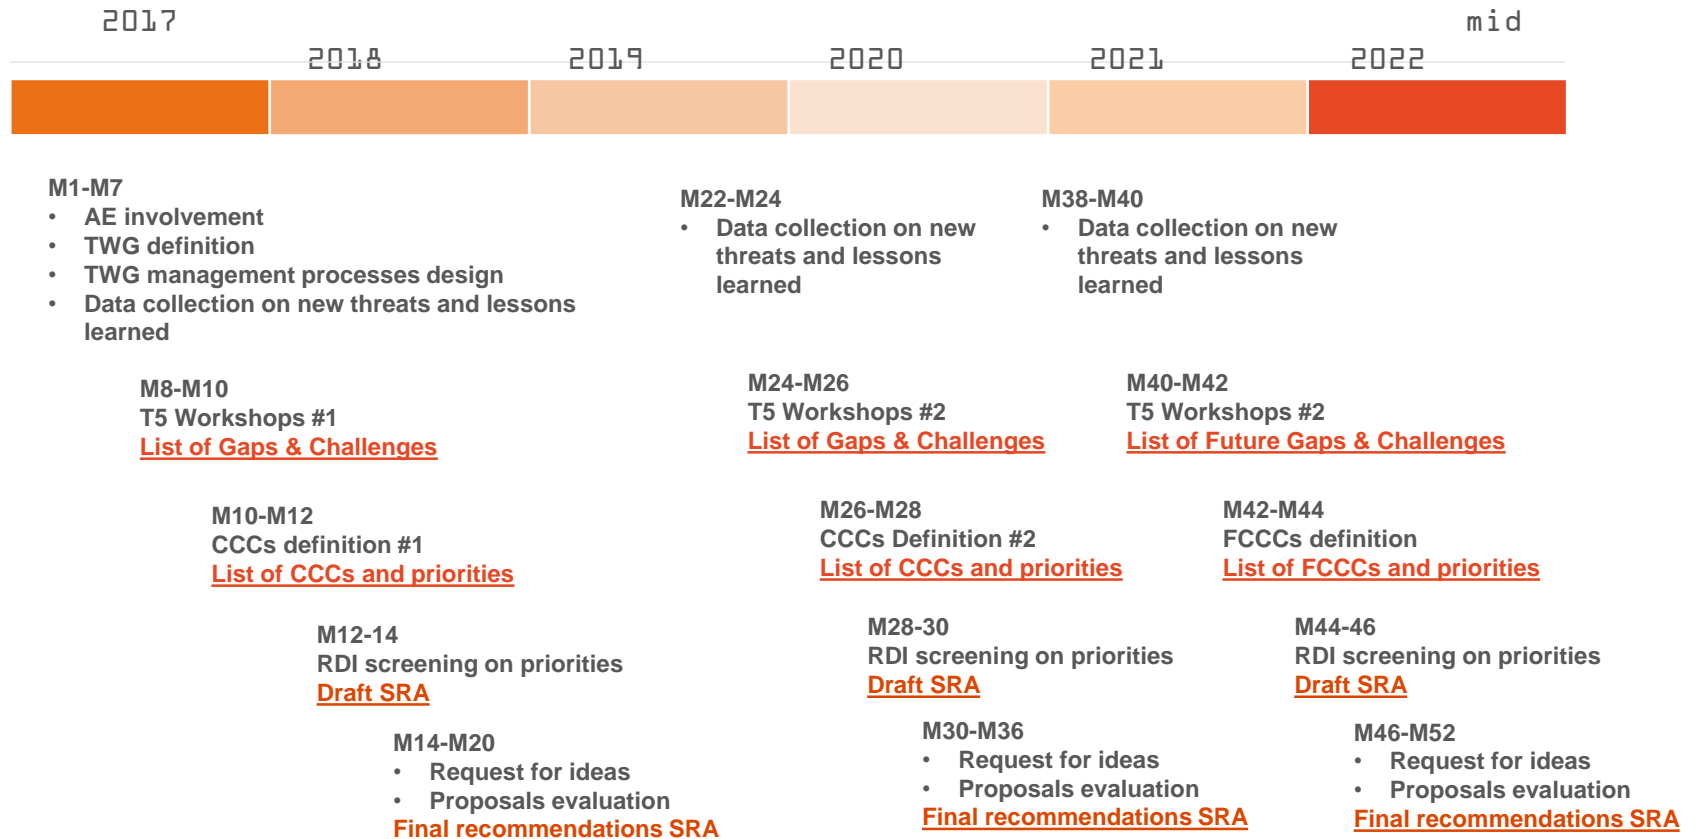 2017
mid
2018
2019
2020
2021
2022
M1-M7
• AE involvement
• TWG definition
• TWG management processes design
• Data collection on new threats and lessons
learned
M22-M24
• Data collection on new
threats and lessons
learned
M38-M40
• Data collection on new
threats and lessons
learned
M8-M10
T5 Workshops #1
List of Gaps & Challenges
M24-M26
T5 Workshops #2
List of Gaps & Challenges
M40-M42
T5 Workshops #2
List of Future Gaps & Challenges
M10-M12
CCCs definition #1
List of CCCs and priorities
M26-M28
CCCs Definition #2
List of CCCs and priorities
M42-M44
FCCCs definition
List of FCCCs and priorities
M12-14
RDI screening on priorities
Draft SRA
M28-30
RDI screening on priorities
Draft SRA
M44-46
RDI screening on priorities
Draft SRA
M14-M20
• Request for ideas
• Proposals evaluation
Final recommendations SRA
M30-M36
• Request for ideas
• Proposals evaluation
Final recommendations SRA
M46-M52
• Request for ideas
• Proposals evaluation
Final recommendations SRA